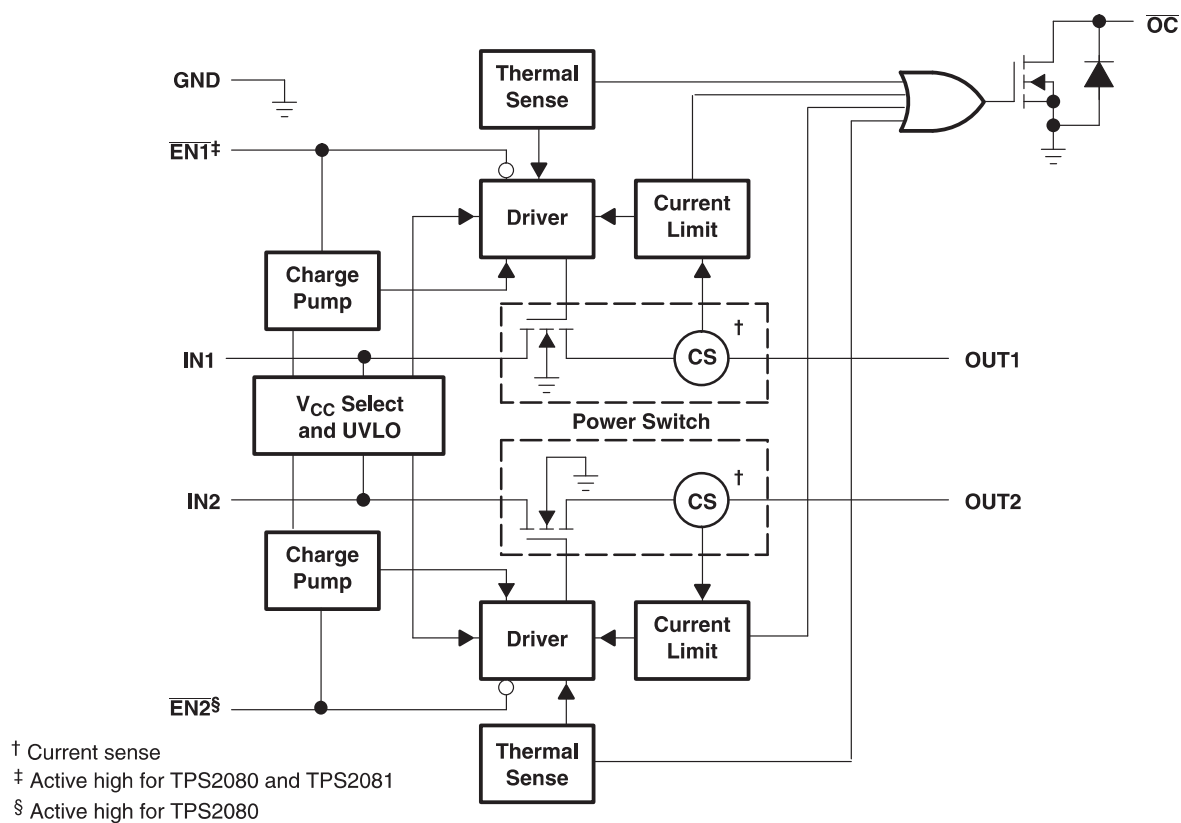 OC
Thermal
Sense
GND
EN1‡
Driver
Current
Limit
Charge
Pump
†
IN1
CS
OUT1
VCC Select
and UVLO
Power Switch
†
IN2
CS
OUT2
Charge
Pump
Driver
Current
Limit
EN2§
Thermal
Sense
† Current sense
‡ Active high for TPS2080 and TPS2081
§ Active high for TPS2080